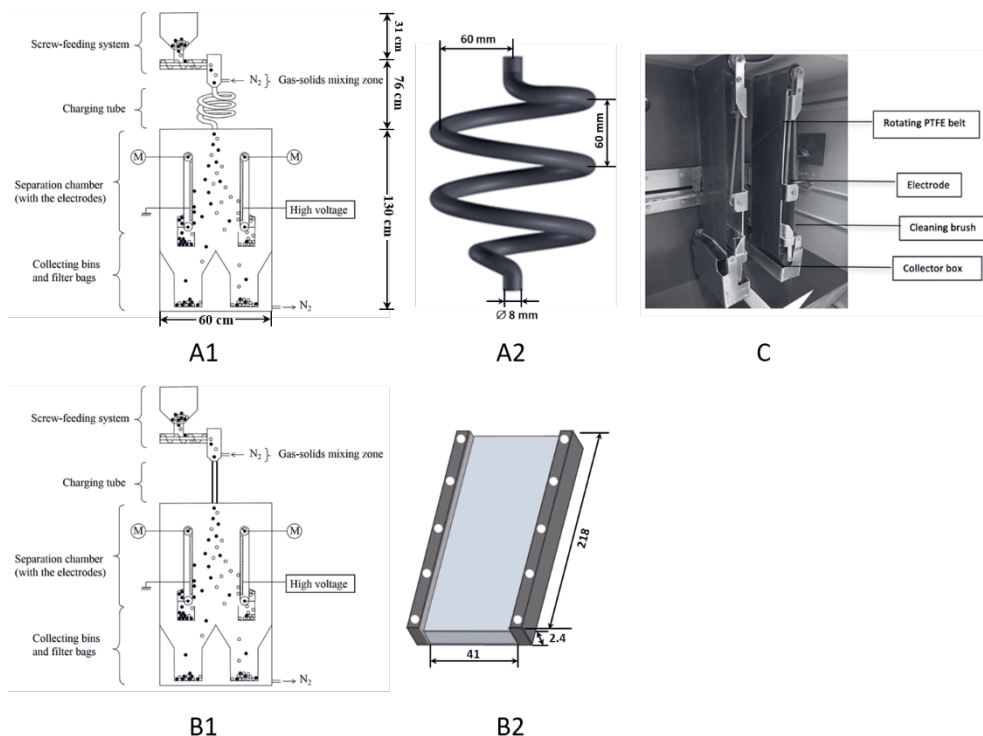 Screw-feeding system
31 cm
N2
Gas-solids mixing zone
76 cm
Charging tube
M
M
Separation chamber
(with the electrodes)
High voltage
130 cm
Collecting bins
and filter bags
N2
60 cm
A1
60 mm
60 mm
Ø 8 mm
A2
Rotating PTFE belt
Electrode
Cleaning brush
Collector box
C
Screw-feeding system
N2
Gas-solids mixing zone
Charging tube
M
M
Separation chamber
(with the electrodes)
High voltage
Collecting bins
and filter bags
N2
B1
218
2.4
41
B2